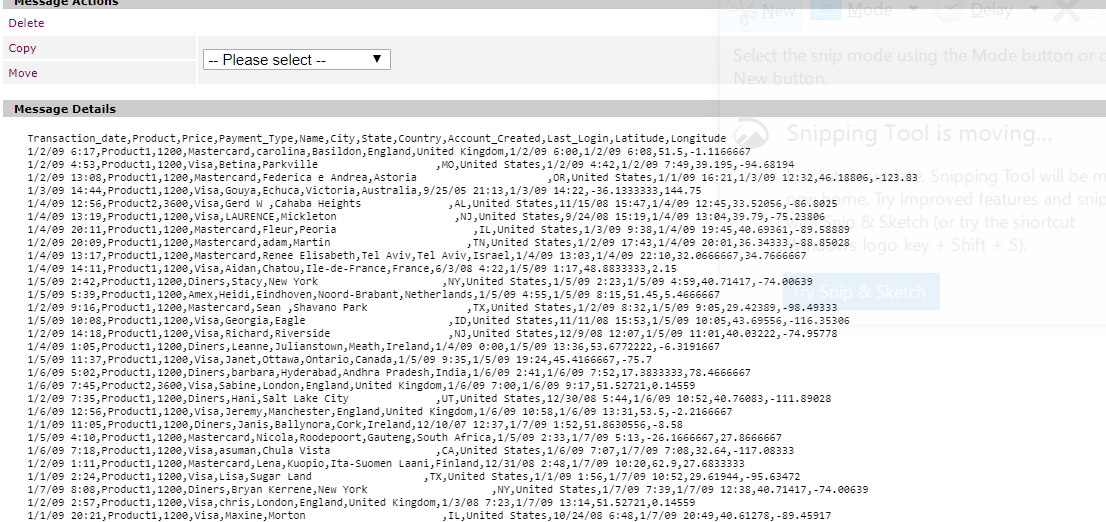 Message Actions
New Mode Delay
Delete
Copy
-- Please select --
Move
Select the snip mode using the Mode button or
New button.
Message Details
Snipping Tool is moving...
Snipping Tool will be
Try improved features and snip
Snip & Sketch (or try the shortcut
logo key + Shift + S).
Try Snip & Sketch
Transaction_date,Product,Price,Payment_Type,Name,City,State,Country,Account_Created,Last_Login,Latitude,Longitude
1/2/09 6:17,Product1,1200,Mastercard,carolina,Basildon,England,United Kingdom,1/2/09 6:00,1/2/09 6:08,51.5,-1.1166667
1/2/09 4:53,Product1,1200,Visa,Betina,Parkville ,MO,United States,1/2/09 4:42,1/2/09 7:49,39.195,-94.68194
1/2/09 13:08,Product1,1200,Mastercard,Federica e Andrea,Astoria ,OR,United States,1/1/09 16:21,1/3/09 12:32,46.18806,-123.83
1/3/09 14:44,Product1,1200,Visa,Gouya,Echuca,Victoria,Australia,9/25/05 21:13,1/3/09 14:22,-36.1333333,144.75
1/4/09 12:56,Product2,3600,Visa,Gerd W ,Cahaba Heights ,AL,United States,11/15/08 15:47,1/4/09 12:45,33.52056,-86.8025
1/4/09 13:19,Product1,1200,Visa,LAURENCE,Mickleton ,NJ,United States,9/24/08 15:19,1/4/09 13:04,39.79,-75.23806
1/4/09 20:11,Product1,1200,Mastercard,Fleur,Peoria ,IL,United States,1/3/09 9:38,1/4/09 19:45,40.69361,-89.58889
1/2/09 20:09,Product1,1200,Mastercard,adam,Martin ,TN,United States,1/2/09 17:43,1/4/09 20:01,36.34333,-88.85028
1/4/09 13:17,Product1,1200,Mastercard,Renee Elisabeth,Tel Aviv,Tel Aviv,Israel,1/4/09 13:03,1/4/09 22:10,32.0666667,34.7666667
1/4/09 14:11,Product1,1200,Visa,Aidan,Chatou,Ile-de-France,France,6/3/08 4:22,1/5/09 1:17,48.8833333,2.15
1/5/09 2:42,Product1,1200,Diners,Stacy,New York ,NY,United States,1/5/09 2:23,1/5/09 4:59,40.71417,-74.00639
1/5/09 5:39,Product1,1200,Amex,Heidi,Eindhoven,Noord-Brabant,Netherlands,1/5/09 4:55,1/5/09 8:15,51.45,5.4666667
1/2/09 9:16,Product1,1200,Mastercard,Sean ,Shavano Park ,TX,United States,1/2/09 8:32,1/5/09 9:05,29.42389,-98.49333
1/5/09 10:08,Product1,1200,Visa,Georgia,Eagle ,ID,United States,11/11/08 15:53,1/5/09 10:05,43.69556,-116.35306
1/2/09 14:18,Product1,1200,Visa,Richard,Riverside ,NJ,United States,12/9/08 12:07,1/5/09 11:01,40.03222,-74.95778
1/4/09 1:05,Product1,1200,Diners,Leanne,Julianstown,Meath,Ireland,1/4/09 0:00,1/5/09 13:36,53.6772222,-6.3191667
1/5/09 11:37,Product1,1200,Visa,Janet,Ottawa,Ontario,Canada,1/5/09 9:35,1/5/09 19:24,45.4166667,-75.7
1/6/09 5:02,Product1,1200,Diners,barbara,Hyderabad,Andhra Pradesh,India,1/6/09 2:41,1/6/09 7:52,17.3833333,78.4666667
1/6/09 7:45,Product2,3600,Visa,Sabine,London,England,United Kingdom,1/6/09 7:00,1/6/09 9:17,51.52721,0.14559
1/2/09 7:35,Product1,1200,Diners,Hani,Salt Lake City ,UT,United States,12/30/08 5:44,1/6/09 10:52,40.76083,-111.89028
1/6/09 12:56,Product1,1200,Visa,Jeremy,Manchester,England,United Kingdom,1/6/09 10:58,1/6/09 13:31,53.5,-2.2166667
1/1/09 11:05,Product1,1200,Diners,Janis,Ballynora,Cork,Ireland,12/10/07 12:37,1/7/09 1:52,51.8630556,-8.58
1/5/09 4:10,Product1,1200,Mastercard,Nicola,Roodepoort,Gauteng,South Africa,1/5/09 2:33,1/7/09 5:13,-26.1666667,27.8666667
1/6/09 7:18,Product1,1200,Visa,asuman,Chula Vista ,CA,United States,1/6/09 7:07,1/7/09 7:08,32.64,-117.08333
1/2/09 1:11,Product1,1200,Mastercard,Lena,Kuopio,Ita-Suomen Laani,Finland,12/31/08 2:48,1/7/09 10:20,62.9,27.6833333
1/1/09 2:24,Product1,1200,Visa,Lisa,Sugar Land ,TX,United States,1/1/09 1:56,1/7/09 10:52,29.61944,-95.63472
1/7/09 8:08,Product1,1200,Diners,Bryan Kerrene,New York ,NY,United States,1/7/09 7:39,1/7/09 12:38,40.71417,-74.00639
1/2/09 2:57,Product1,1200,Visa,chris,London,England,United Kingdom,1/3/08 7:23,1/7/09 13:14,51.52721,0.14559
1/1/09 20:21,Product1,1200,Visa,Maxine,Morton ,IL,United States,10/24/08 6:48,1/7/09 20:49,40.61278,-89.45917